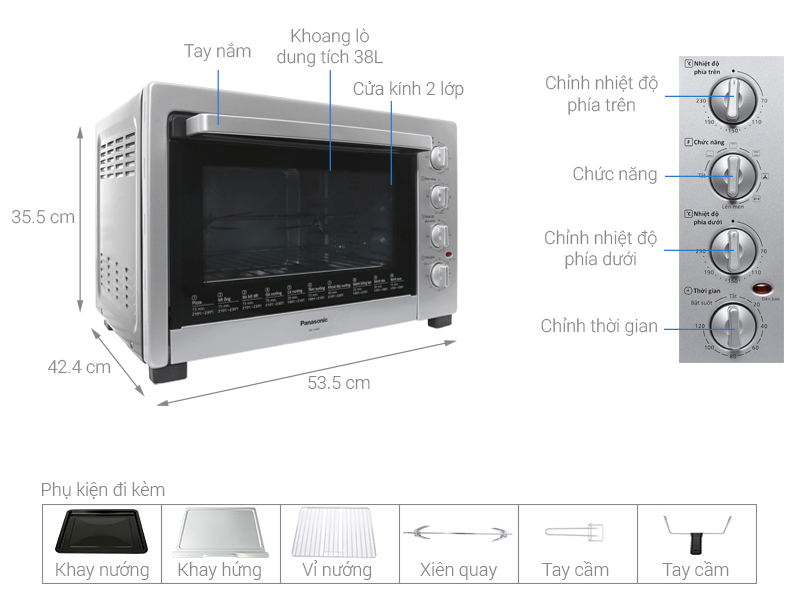 Tay nắm
Khoang lò
dung tích 38L
Cửa kính 2 lớp
35.5 cm
42.4 cm
53.5 cm
Panasonic
Pizza
Chỉnh nhiệt độ
phía trên
Chức năng
Chỉnh nhiệt độ
phía dưới
Chỉnh thời gian
℃ Nhiệt độ
phía trên
230
70
190
110
150
F Chức năng
Tắt
Lên men
℃ Nhiệt độ
phía dưới
230
70
190
110
150
Thời gian
Bật suốt
Tắt
20
Đèn báo
120
40
100
60
80
Phụ kiện đi kèm
Khay nướng
Khay hứng
Vỉ nướng
Xiên quay
Tay cầm
Tay cầm